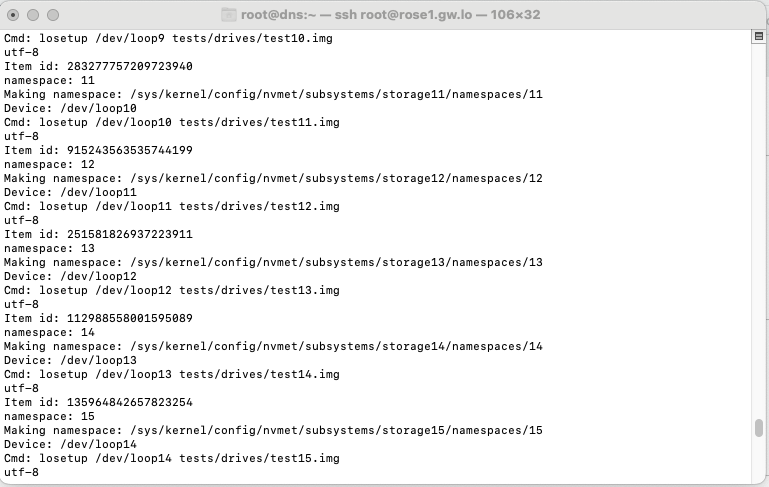 root@dns:~ — ssh root@rose1.gw.lo — 106×32
Cmd: losetup /dev/loop9 tests/drives/test10.img
utf-8
Item id: 283277757209723940
namespace: 11
Making namespace: /sys/kernel/config/nvmet/subsystems/storage11/namespaces/11
Device: /dev/loop10
Cmd: losetup /dev/loop10 tests/drives/test11.img
utf-8
Item id: 915243563535744199
namespace: 12
Making namespace: /sys/kernel/config/nvmet/subsystems/storage12/namespaces/12
Device: /dev/loop11
Cmd: losetup /dev/loop11 tests/drives/test12.img
utf-8
Item id: 251581826937223911
namespace: 13
Making namespace: /sys/kernel/config/nvmet/subsystems/storage13/namespaces/13
Device: /dev/loop12
Cmd: losetup /dev/loop12 tests/drives/test13.img
utf-8
Item id: 112988558001595089
namespace: 14
Making namespace: /sys/kernel/config/nvmet/subsystems/storage14/namespaces/14
Device: /dev/loop13
Cmd: losetup /dev/loop13 tests/drives/test14.img
utf-8
Item id: 135964842657823254
namespace: 15
Making namespace: /sys/kernel/config/nvmet/subsystems/storage15/namespaces/15
Device: /dev/loop14
Cmd: losetup /dev/loop14 tests/drives/test15.img
utf-8